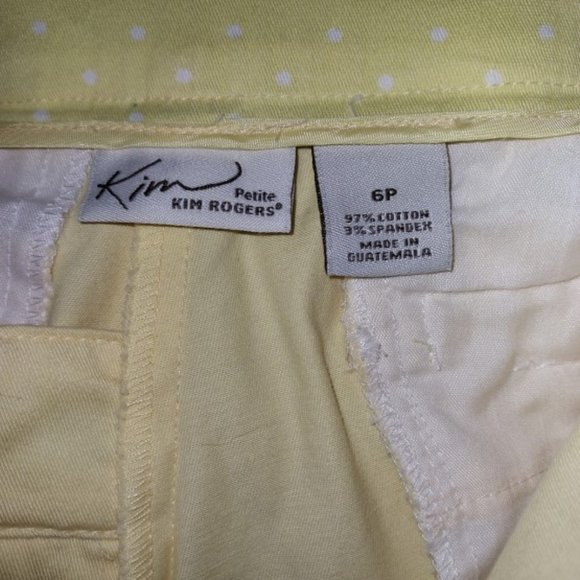 Kim
Petite
KIM ROGERS®
6P
97% COTTON
3% SPANDEX
MADE IN
GUATEMALA